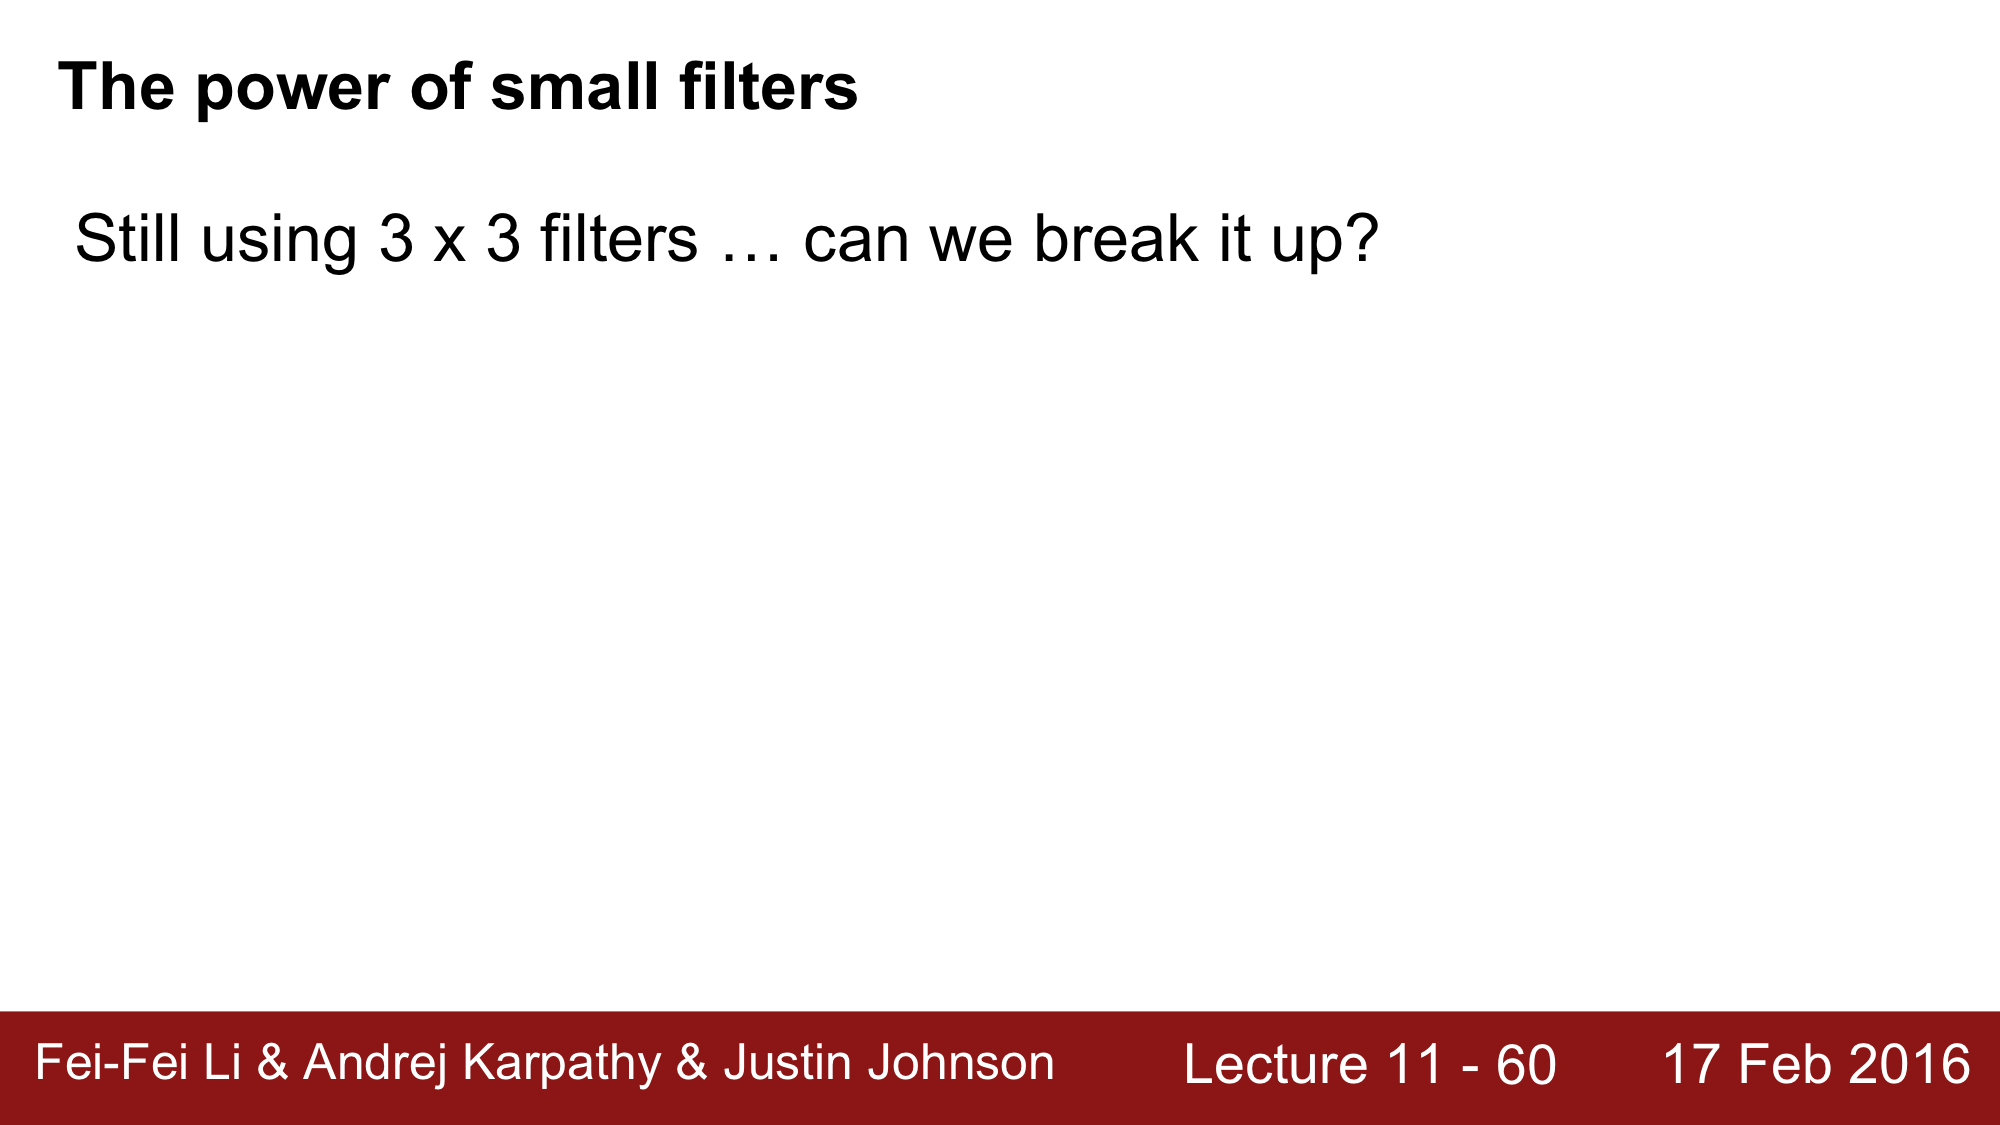 The power of small filters
Still using 3 x 3 filters … can we break it up?
Fei-Fei Li & Andrej Karpathy & Justin Johnson
Lecture 11 - 60
17 Feb 2016